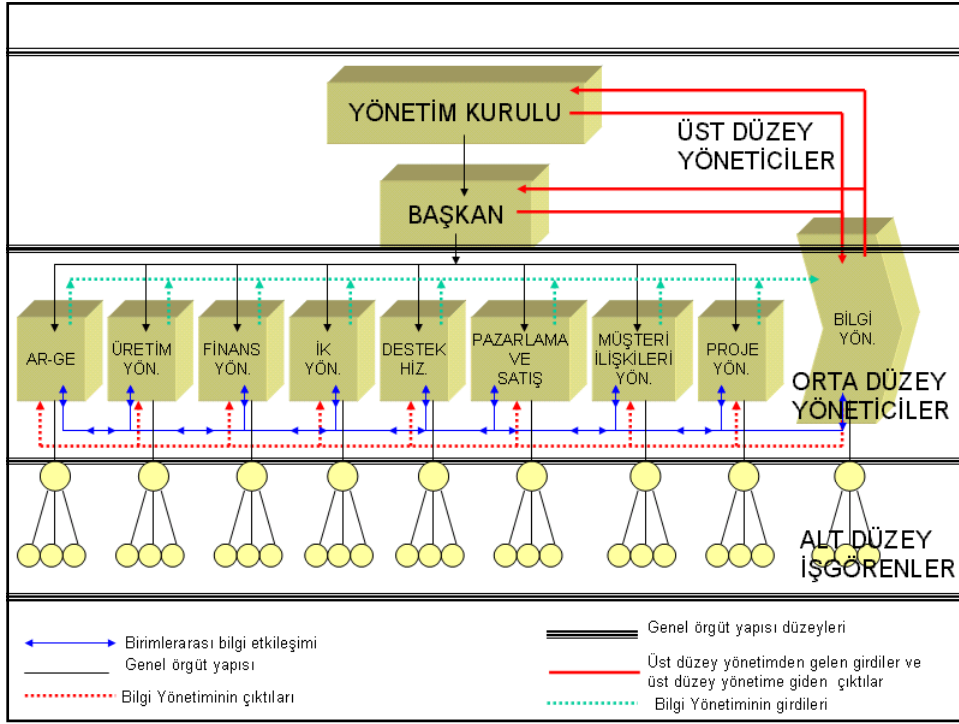 YÖNETİM KURULU
ÜST DÜZEY
YÖNETİCİLER
BAŞKAN
AR-GE
ÜRETİM
YÖN.
FİNANS
YÖN.
İK
YÖN.
DESTEK
HİZ.
PAZARLAMA
VE
SATIŞ
MÜŞTERİ
İLİŞKİLERİ
YÖN.
PROJE
YÖN.
BİLGİ
YÖN.
ORTA DÜZEY
YÖNETİCİLER
ALT DÜZEY
İŞGÖRENLER
Birimlerarası bilgi etkileşimi
Genel örgüt yapısı
Bilgi Yönetiminin çıktıları
Genel örgüt yapısı düzeyleri
Üst düzey yönetimden gelen girdiler ve
üst düzey yönetime giden çıktılar
Bilgi Yönetiminin girdileri